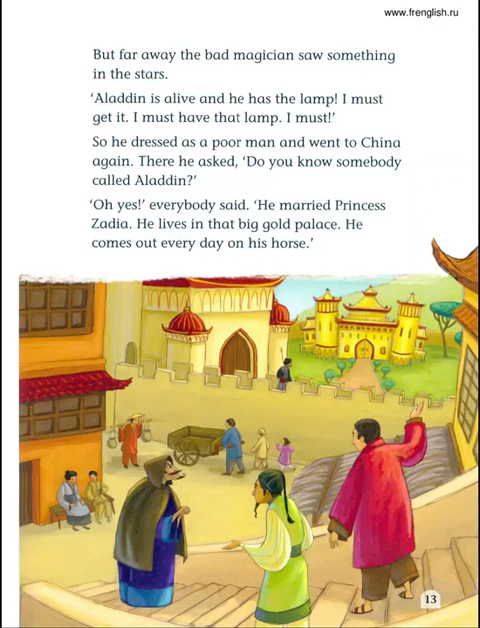 www.frenglish.ru
But far away the bad magician saw something
in the stars.
‘Aladdin is alive and he has the lamp! I must
get it. I must have that lamp. I must!’
So he dressed as a poor man and went to China
again. There he asked, ‘Do you know somebody
called Aladdin?’
‘Oh yes!’ everybody said. ‘He married Princess
Zadia. He lives in that big gold palace. He
comes out every day on his horse.’
13